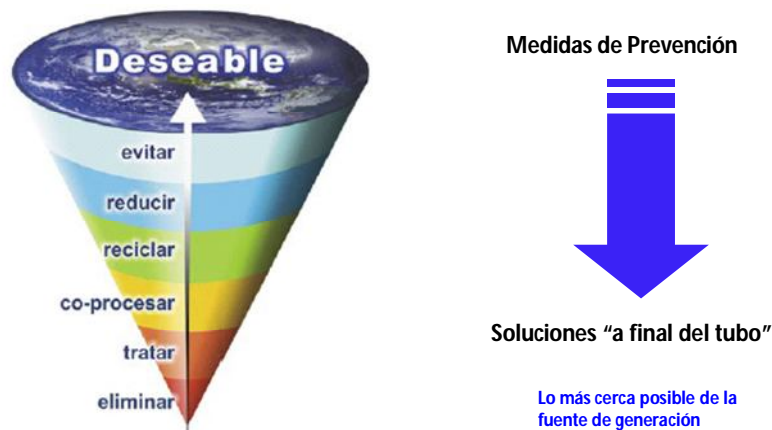 Deseable
evitar
reducir
reciclar
co-procesar
tratar
eliminar
Medidas de Prevención
Soluciones “a final del tubo”
Lo más cerca posible de la
fuente de generación